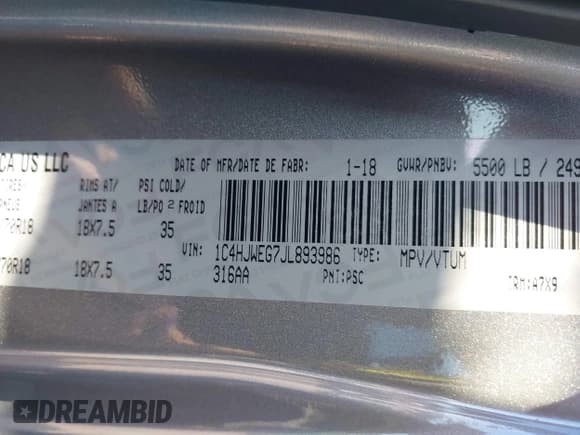 CA US LLC DATE OF MFR/DATE DE FABR: 1-18 GVWR/PNBV: 5500 LB / 249
RIMS AT/ PSI COLD/
JANTES A LB/PO 2 FROID
70R18 18X7.5 35
VIN: 1C4HJWEG7JL893986 TYPE: MPV/VTUM
70R18 18X7.5 35 316AA PNT:PSC TRM:A7X9
DREAMBID